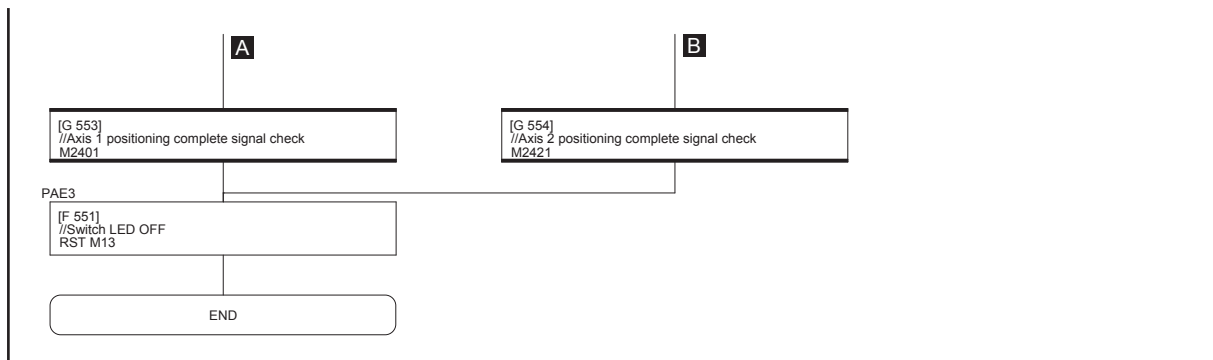 A
B
[G 553]
//Axis 1 positioning complete signal check
M2401
[G 554]
//Axis 2 positioning complete signal check
M2421
PAE3
[F 551]
//Switch LED OFF
RST M13
END